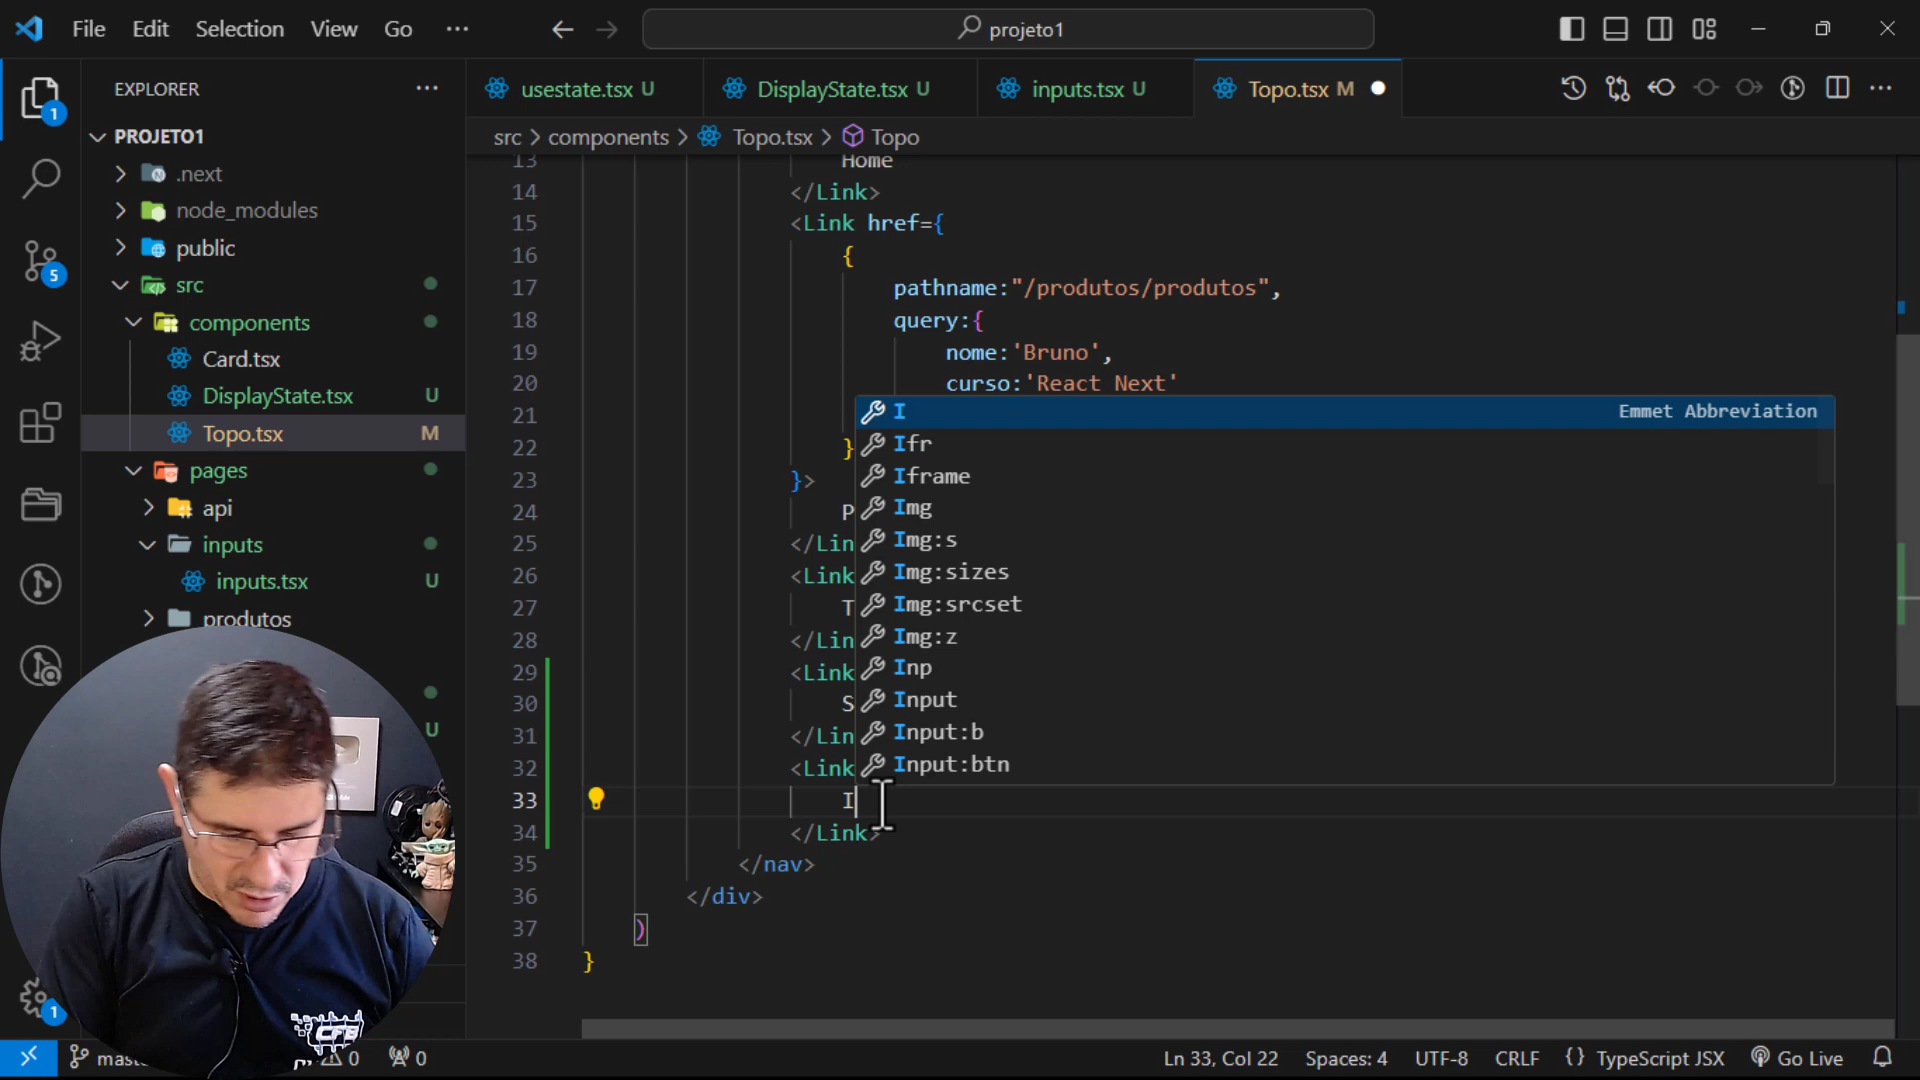 File Edit Selection View Go ···
projeto1
EXPLORER ···
PROJETO1
.next
node_modules
public
src
components
Card.tsx
DisplayState.tsx U
Topo.tsx M
pages
api
inputs
inputs.tsx U
produtos
U
1
5
1
usestate.tsx U
DisplayState.tsx U
inputs.tsx U
Topo.tsx M
src > components > Topo.tsx > Topo
13 Home
14 </Link>
15 <Link href={
16 {
17 pathname:"/produtos/produtos",
18 query:{
19 nome:'Bruno',
20 curso:'React Next'
21
22 }
23 }>
24 P
25 </Lin
26 <Link
27 T
28 </Lin
29 <Link
30 S
31 </Lin
32 <Link
33 I
34 </Link>
35 </nav>
36 </div>
37 )
38 }
I Emmet Abbreviation
Ifr
Iframe
Img
Img:s
Img:sizes
Img:srcset
Img:z
Inp
Input
Input:b
Input:btn
CFB
0 0
Ln 33, Col 22 Spaces: 4 UTF-8 CRLF {} TypeScript JSX Go Live